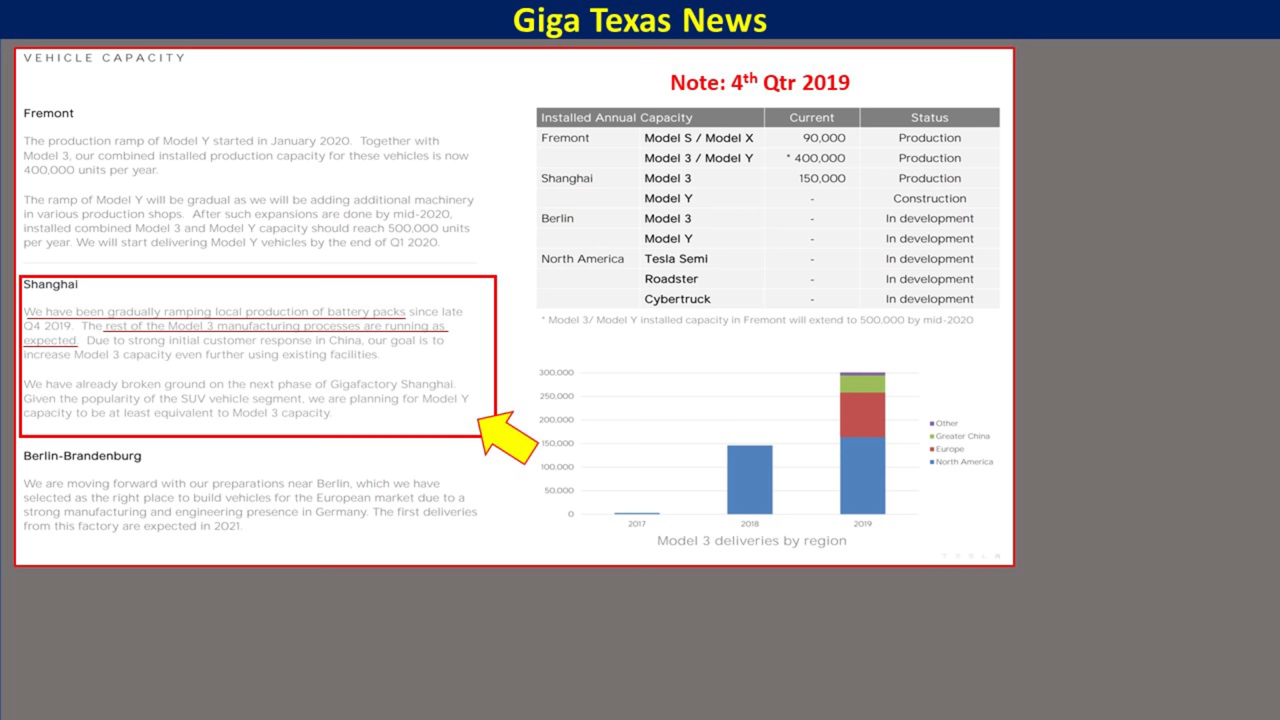 Giga Texas News
VEHICLE CAPACITY
Note: 4th Qtr 2019
Fremont
The production ramp of Model Y started in January 2020. Together with
Model 3, our combined installed production capacity for these vehicles is now
400,000 units per year.
The ramp of Model Y will be gradual as we will be adding additional machinery
in various production shops. After such expansions are done by mid-2020,
installed combined Model 3 and Model Y capacity should reach 500,000 units
per year. We will start delivering Model Y vehicles by the end of Q1 2020.
Shanghai
We have been gradually ramping local production of battery packs since late
Q4 2019. The rest of the Model 3 manufacturing processes are running as
expected. Due to strong initial customer response in China, our goal is to
increase Model 3 capacity even further using existing facilities.
We have already broken ground on the next phase of Gigafactory Shanghai.
Given the popularity of the SUV vehicle segment, we are planning for Model Y
capacity to be at least equivalent to Model 3 capacity.
Berlin-Brandenburg
We are moving forward with our preparations near Berlin, which we have
selected as the right place to build vehicles for the European market due to a
strong manufacturing and engineering presence in Germany. The first deliveries
from this factory are expected in 2021.
Installed Annual Capacity Current Status
Fremont Model S / Model X 90,000 Production
Model 3 / Model Y * 400,000 Production
Shanghai Model 3 150,000 Production
Model Y - Construction
Berlin Model 3 - In development
Model Y - In development
North America Tesla Semi - In development
Roadster - In development
Cybertruck - In development
* Model 3/ Model Y installed capacity in Fremont will extend to 500,000 by mid-2020
300,000
250,000
200,000
150,000
100,000
50,000
0
2017 2018 2019
Other
Greater China
Europe
North America
Model 3 deliveries by region